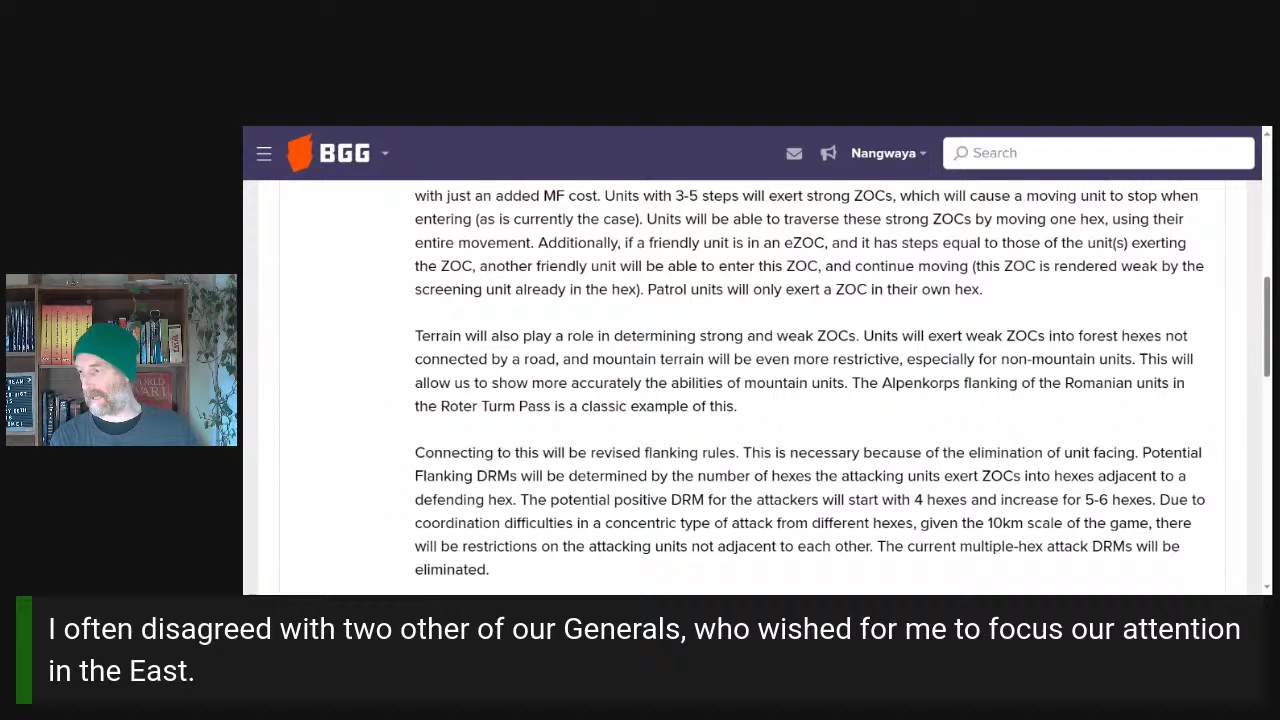 BGG
Nangwaya
Search
with just an added MF cost. Units with 3-5 steps will exert strong ZOCs, which will cause a moving unit to stop when
entering (as is currently the case). Units will be able to traverse these strong ZOCs by moving one hex, using their
entire movement. Additionally, if a friendly unit is in an eZOC, and it has steps equal to those of the unit(s) exerting
the ZOC, another friendly unit will be able to enter this ZOC, and continue moving (this ZOC is rendered weak by the
screening unit already in the hex). Patrol units will only exert a ZOC in their own hex.
Terrain will also play a role in determining strong and weak ZOCs. Units will exert weak ZOCs into forest hexes not
connected by a road, and mountain terrain will be even more restrictive, especially for non-mountain units. This will
allow us to show more accurately the abilities of mountain units. The Alpenkorps flanking of the Romanian units in
the Roter Turm Pass is a classic example of this.
Connecting to this will be revised flanking rules. This is necessary because of the elimination of unit facing. Potential
Flanking DRMs will be determined by the number of hexes the attacking units exert ZOCs into hexes adjacent to a
defending hex. The potential positive DRM for the attackers will start with 4 hexes and increase for 5-6 hexes. Due to
coordination difficulties in a concentric type of attack from different hexes, given the 10km scale of the game, there
will be restrictions on the attacking units not adjacent to each other. The current multiple-hex attack DRMs will be
eliminated.
I often disagreed with two other of our Generals, who wished for me to focus our attention
in the East.